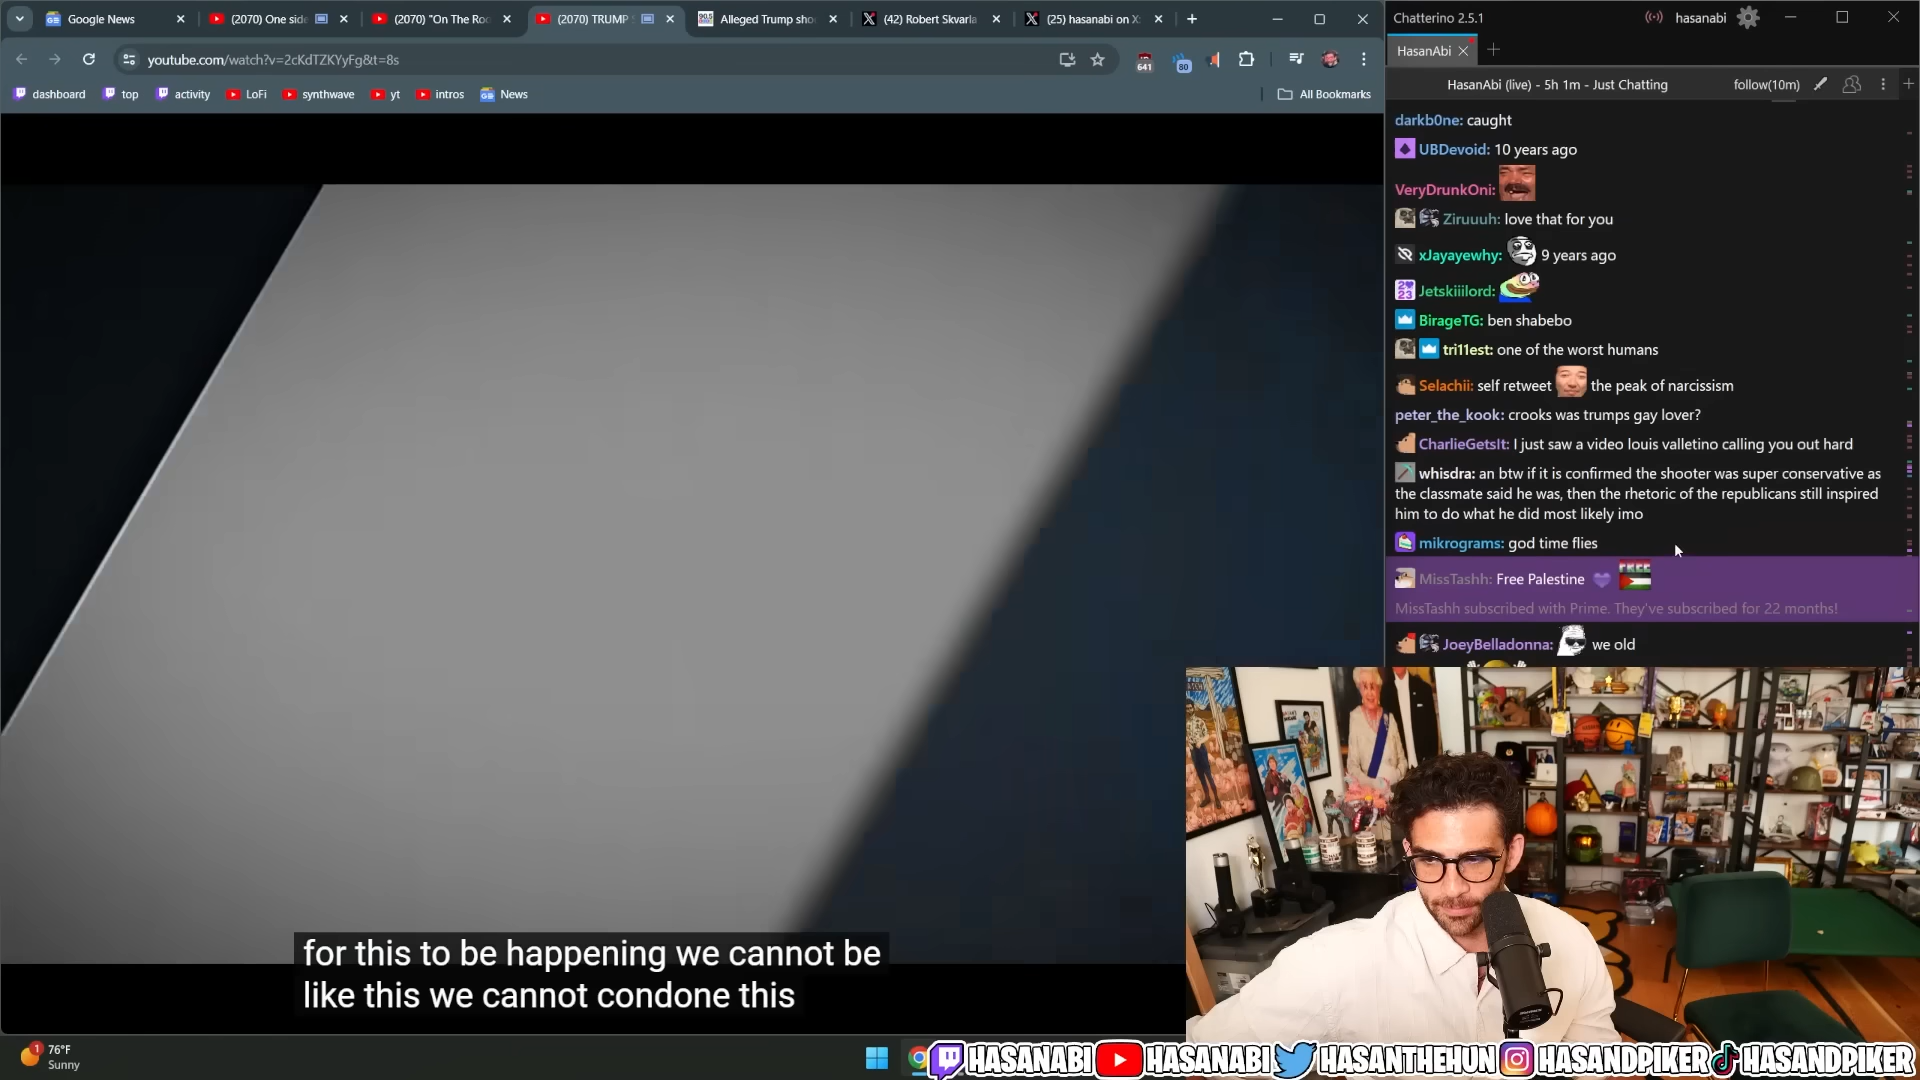 Google News
(2070) One side
(2070) "On The Roo
(2070) TRUMP
Alleged Trump sho
(42) Robert Skvarla
(25) hasanabi on X:
youtube.com/watch?v=2cKdTZKYyFg&t=8s
641
80
dashboard
top
activity
LoFi
synthwave
yt
intros
News
All Bookmarks
for this to be happening we cannot be
like this we cannot condone this
Chatterino 2.5.1
hasanabi
HasanAbi
HasanAbi (live) - 5h 1m - Just Chatting
follow(10m)
darkb0ne: caught
UBDevoid: 10 years ago
VeryDrunkOni:
Ziruuuh: love that for you
xJayayewhy: 9 years ago
Jetskiiilord:
BirageTG: ben shabebo
tri11est: one of the worst humans
Selachii: self retweet the peak of narcissism
peter_the_kook: crooks was trumps gay lover?
CharlieGetsIt: I just saw a video louis valletino calling you out hard
whisdra: an btw if it is confirmed the shooter was super conservative as
the classmate said he was, then the rhetoric of the republicans still inspired
him to do what he did most likely imo
mikrograms: god time flies
MissTashh: Free Palestine FREE
MissTashh subscribed with Prime. They've subscribed for 22 months!
JoeyBelladonna: we old
1
76°F
Sunny
HASANABI
HASANABI
HASANTHEHUN
HASANDPIKER
HASANDPIKER